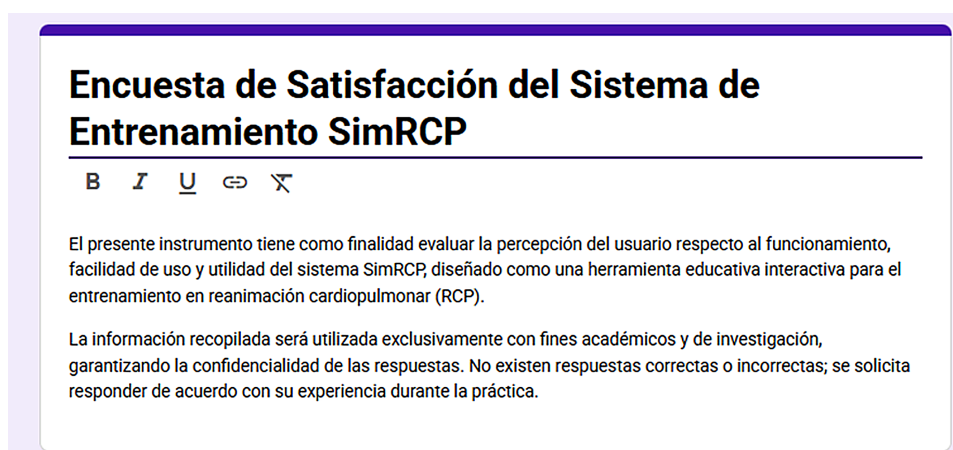 Encuesta de Satisfacción del Sistema de
Entrenamiento SimRCP
B I U
El presente instrumento tiene como finalidad evaluar la percepción del usuario respecto al funcionamiento,
facilidad de uso y utilidad del sistema SimRCP, diseñado como una herramienta educativa interactiva para el
entrenamiento en reanimación cardiopulmonar (RCP).
La información recopilada será utilizada exclusivamente con fines académicos y de investigación,
garantizando la confidencialidad de las respuestas. No existen respuestas correctas o incorrectas; se solicita
responder de acuerdo con su experiencia durante la práctica.